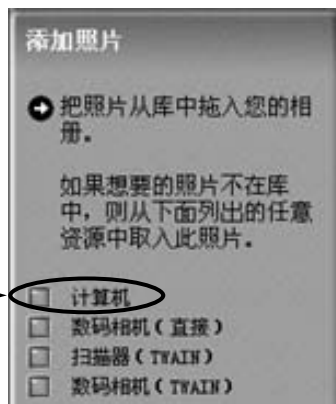 添加照片
把照片从库中拖入您的相
册。
如果想要的照片不在库
中，则从下面列出的任意
资源中取入此照片。
计算机
数码相机（直接）
扫描器（TWAIN）
数码相机（TWAIN）